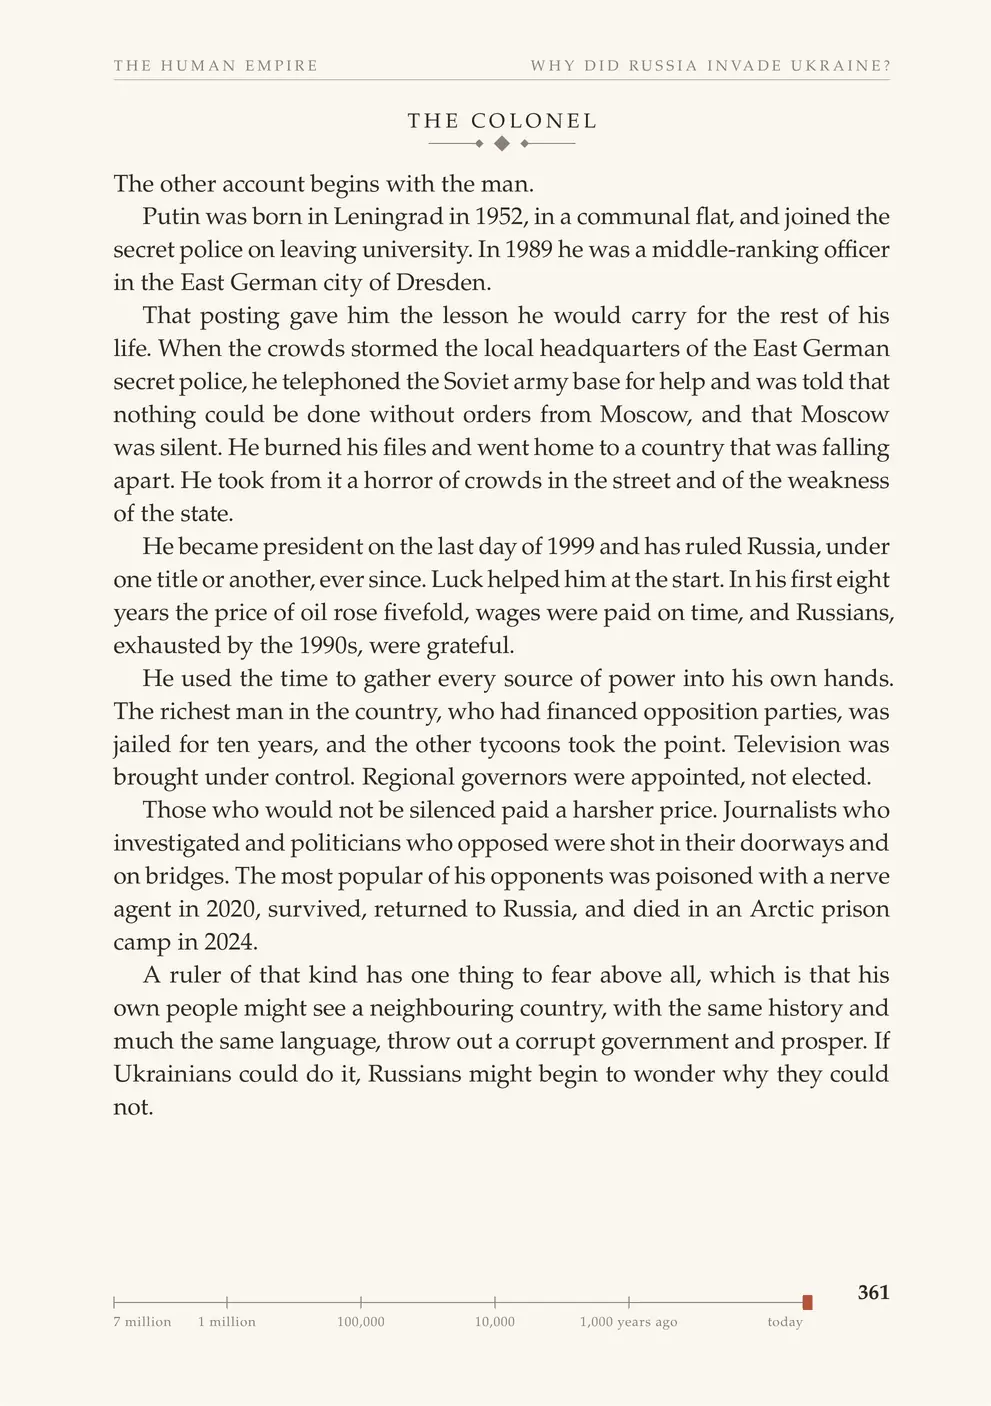 THE HUMAN EMPIRE
WHY DID RUSSIA INVADE UKRAINE?
THE COLONEL
The other account begins with the man.
Putin was born in Leningrad in 1952, in a communal flat, and joined the
secret police on leaving university. In 1989 he was a middle-ranking officer
in the East German city of Dresden.
That posting gave him the lesson he would carry for the rest of his
life. When the crowds stormed the local headquarters of the East German
secret police, he telephoned the Soviet army base for help and was told that
nothing could be done without orders from Moscow, and that Moscow
was silent. He burned his files and went home to a country that was falling
apart. He took from it a horror of crowds in the street and of the weakness
of the state.
He became president on the last day of 1999 and has ruled Russia, under
one title or another, ever since. Luck helped him at the start. In his first eight
years the price of oil rose fivefold, wages were paid on time, and Russians,
exhausted by the 1990s, were grateful.
He used the time to gather every source of power into his own hands.
The richest man in the country, who had financed opposition parties, was
jailed for ten years, and the other tycoons took the point. Television was
brought under control. Regional governors were appointed, not elected.
Those who would not be silenced paid a harsher price. Journalists who
investigated and politicians who opposed were shot in their doorways and
on bridges. The most popular of his opponents was poisoned with a nerve
agent in 2020, survived, returned to Russia, and died in an Arctic prison
camp in 2024.
A ruler of that kind has one thing to fear above all, which is that his
own people might see a neighbouring country, with the same history and
much the same language, throw out a corrupt government and prosper. If
Ukrainians could do it, Russians might begin to wonder why they could
not.
361
7 million 1 million 100,000 10,000 1,000 years ago today